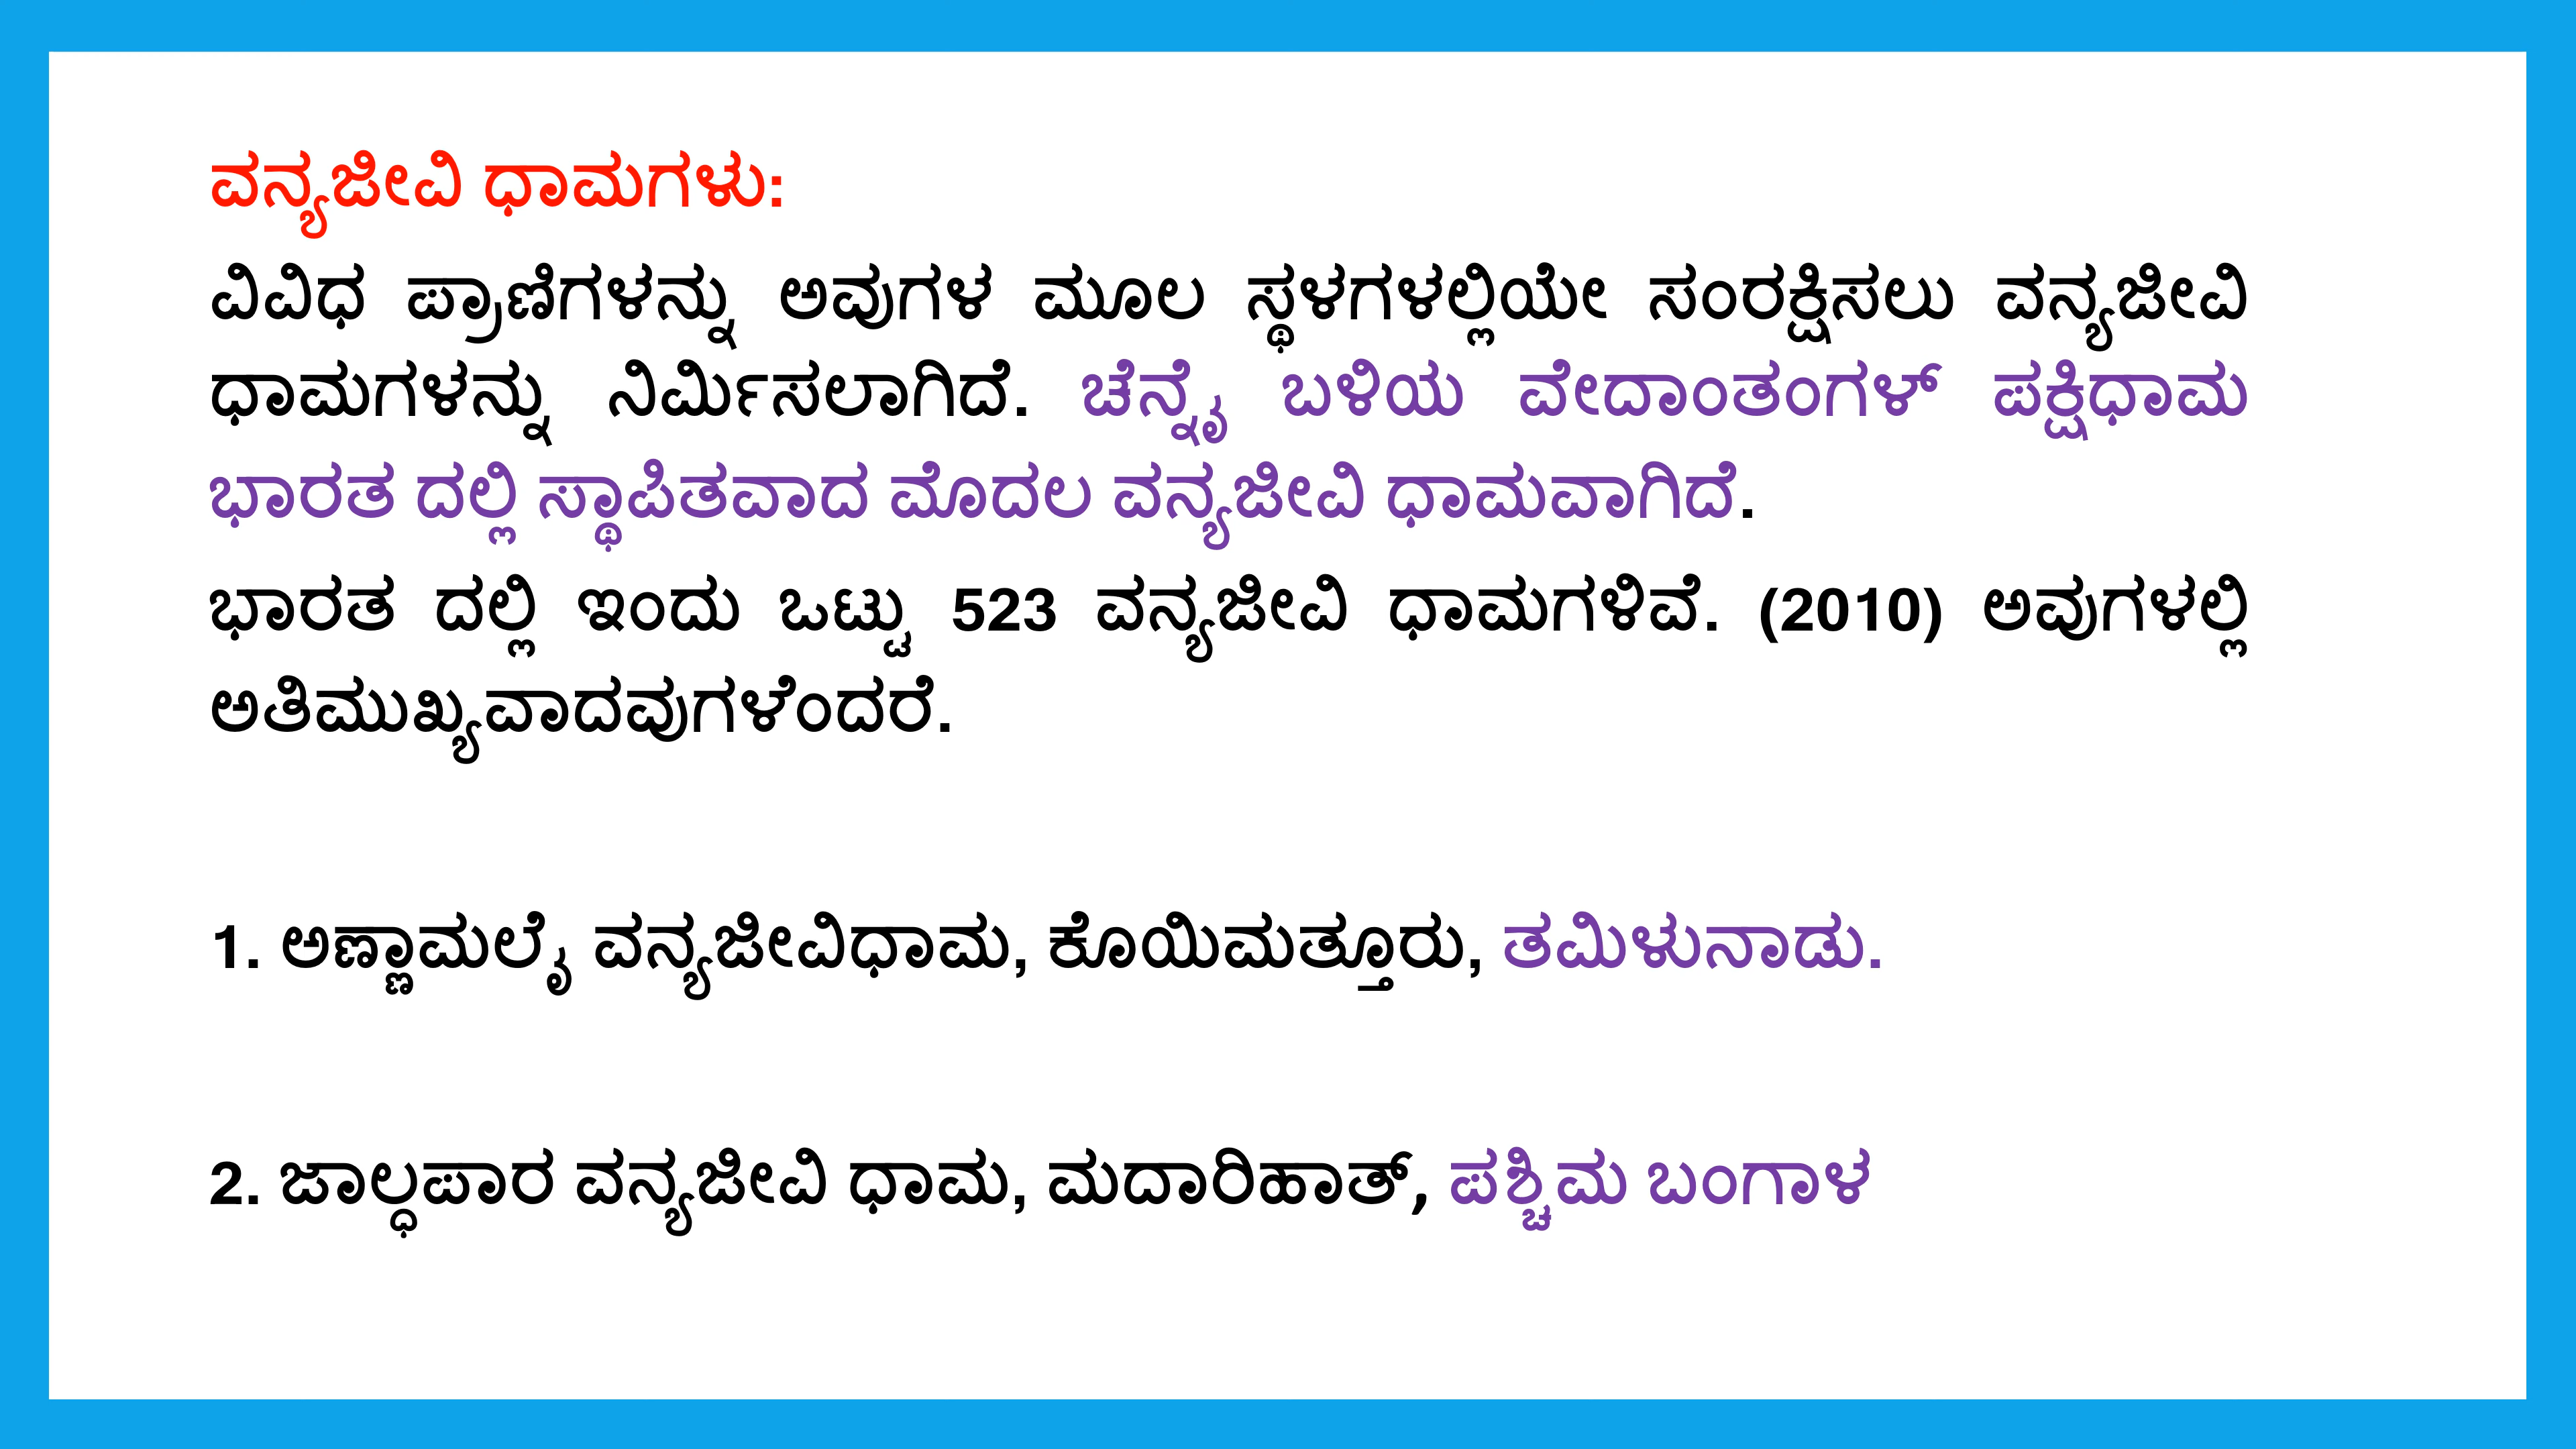 ವನ್ಯಜೀವಿ ಧಾಮಗಳು:
ವಿವಿಧ ಪ್ರಾಣಿಗಳನ್ನು ಅವುಗಳ ಮೂಲ ಸ್ಥಳಗಳಲ್ಲಿಯೇ ಸಂರಕ್ಷಿಸಲು ವನ್ಯಜೀವಿ
ಧಾಮಗಳನ್ನು ನಿರ್ಮಿಸಲಾಗಿದೆ. ಚೆನ್ನೈ ಬಳಿಯ ವೇದಾಂತಂಗಳ್ ಪಕ್ಷಿಧಾಮ
ಭಾರತ ದಲ್ಲಿ ಸ್ಥಾಪಿತವಾದ ಮೊದಲ ವನ್ಯಜೀವಿ ಧಾಮವಾಗಿದೆ.
ಭಾರತ ದಲ್ಲಿ ಇಂದು ಒಟ್ಟು 523 ವನ್ಯಜೀವಿ ಧಾಮಗಳಿವೆ. (2010) ಅವುಗಳಲ್ಲಿ
ಅತಿಮುಖ್ಯವಾದವುಗಳೆಂದರೆ.
1. ಅಣ್ಣಾಮಲೈ ವನ್ಯಜೀವಿಧಾಮ, ಕೊಯಿಮತ್ತೂರು, ತಮಿಳುನಾಡು.
2. ಜಾಲ್ಧಪಾರ ವನ್ಯಜೀವಿ ಧಾಮ, ಮದಾರಿಹಾತ್, ಪಶ್ಚಿಮ ಬಂಗಾಳ